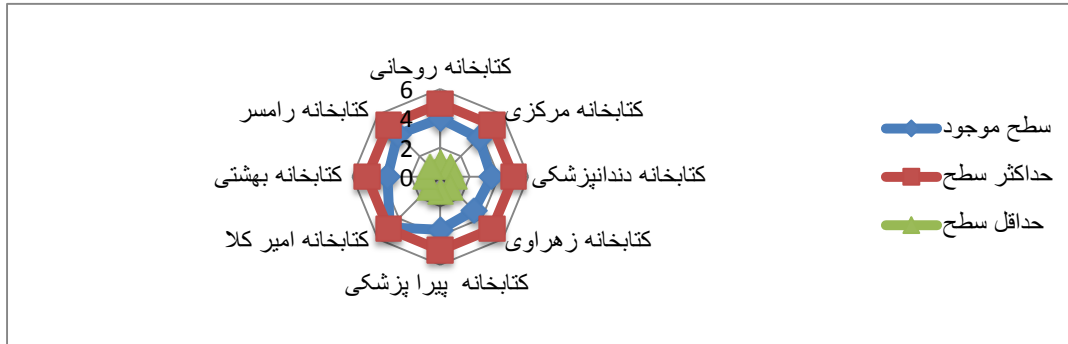 کتابخانه روحانی
کتابخانه مرکزی
کتابخانه دندانپزشکی
کتابخانه زهراوی
کتابخانه پیرا پزشکی
کتابخانه امیر کلا
کتابخانه بهشتی
کتابخانه رامسر
6
4
2
0
سطح موجود
حداکثر سطح
حداقل سطح